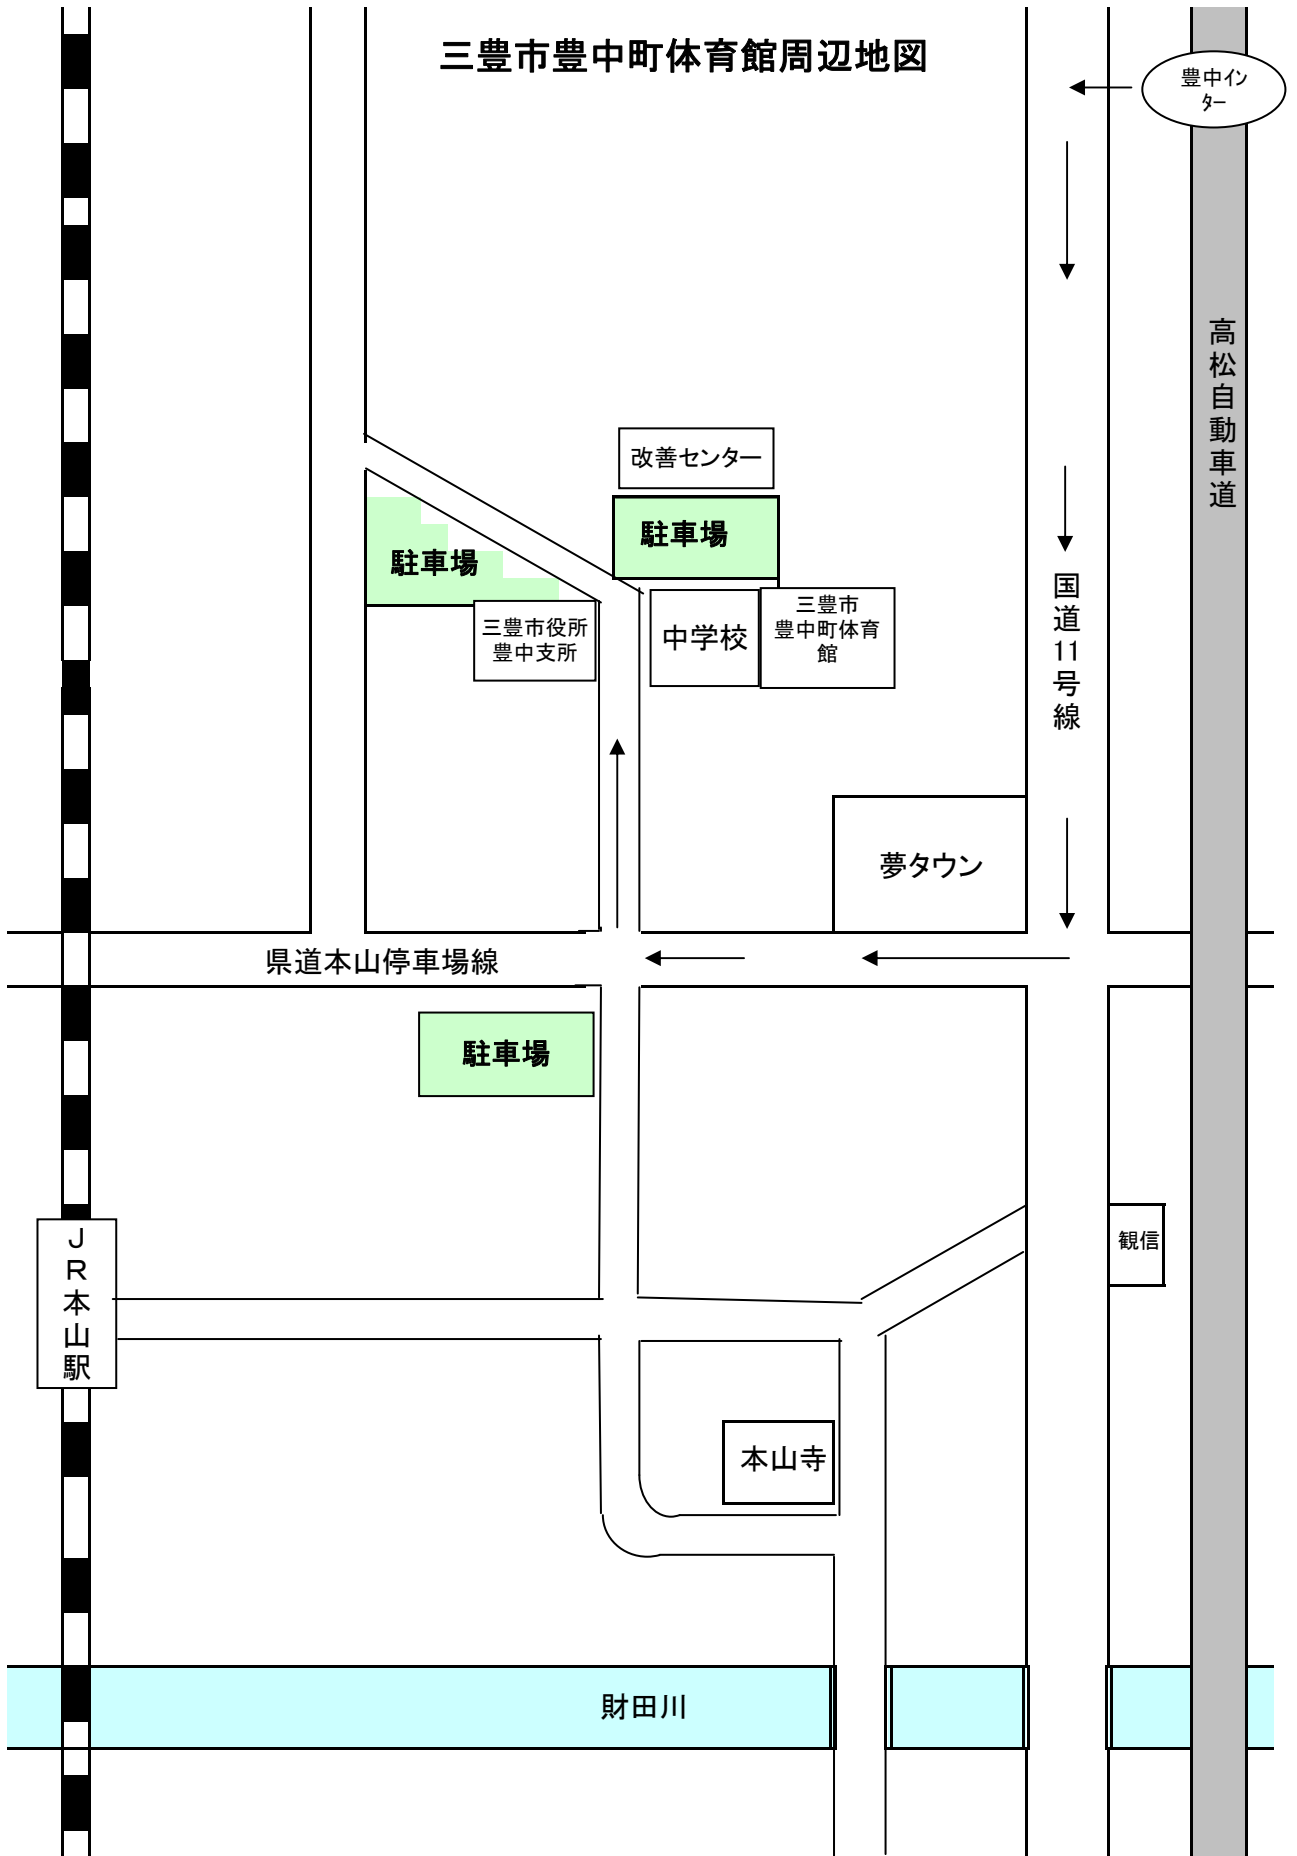 三豊市豊中町体育館周辺地図
豊中イン
ター
高松自動車道
改善センター
駐車場
駐車場
国道11号線
三豊市役所
豊中支所
中学校
三豊市
豊中町体育
館
夢タウン
県道本山停車場線
駐車場
JR本山駅
観信
本山寺
財田川